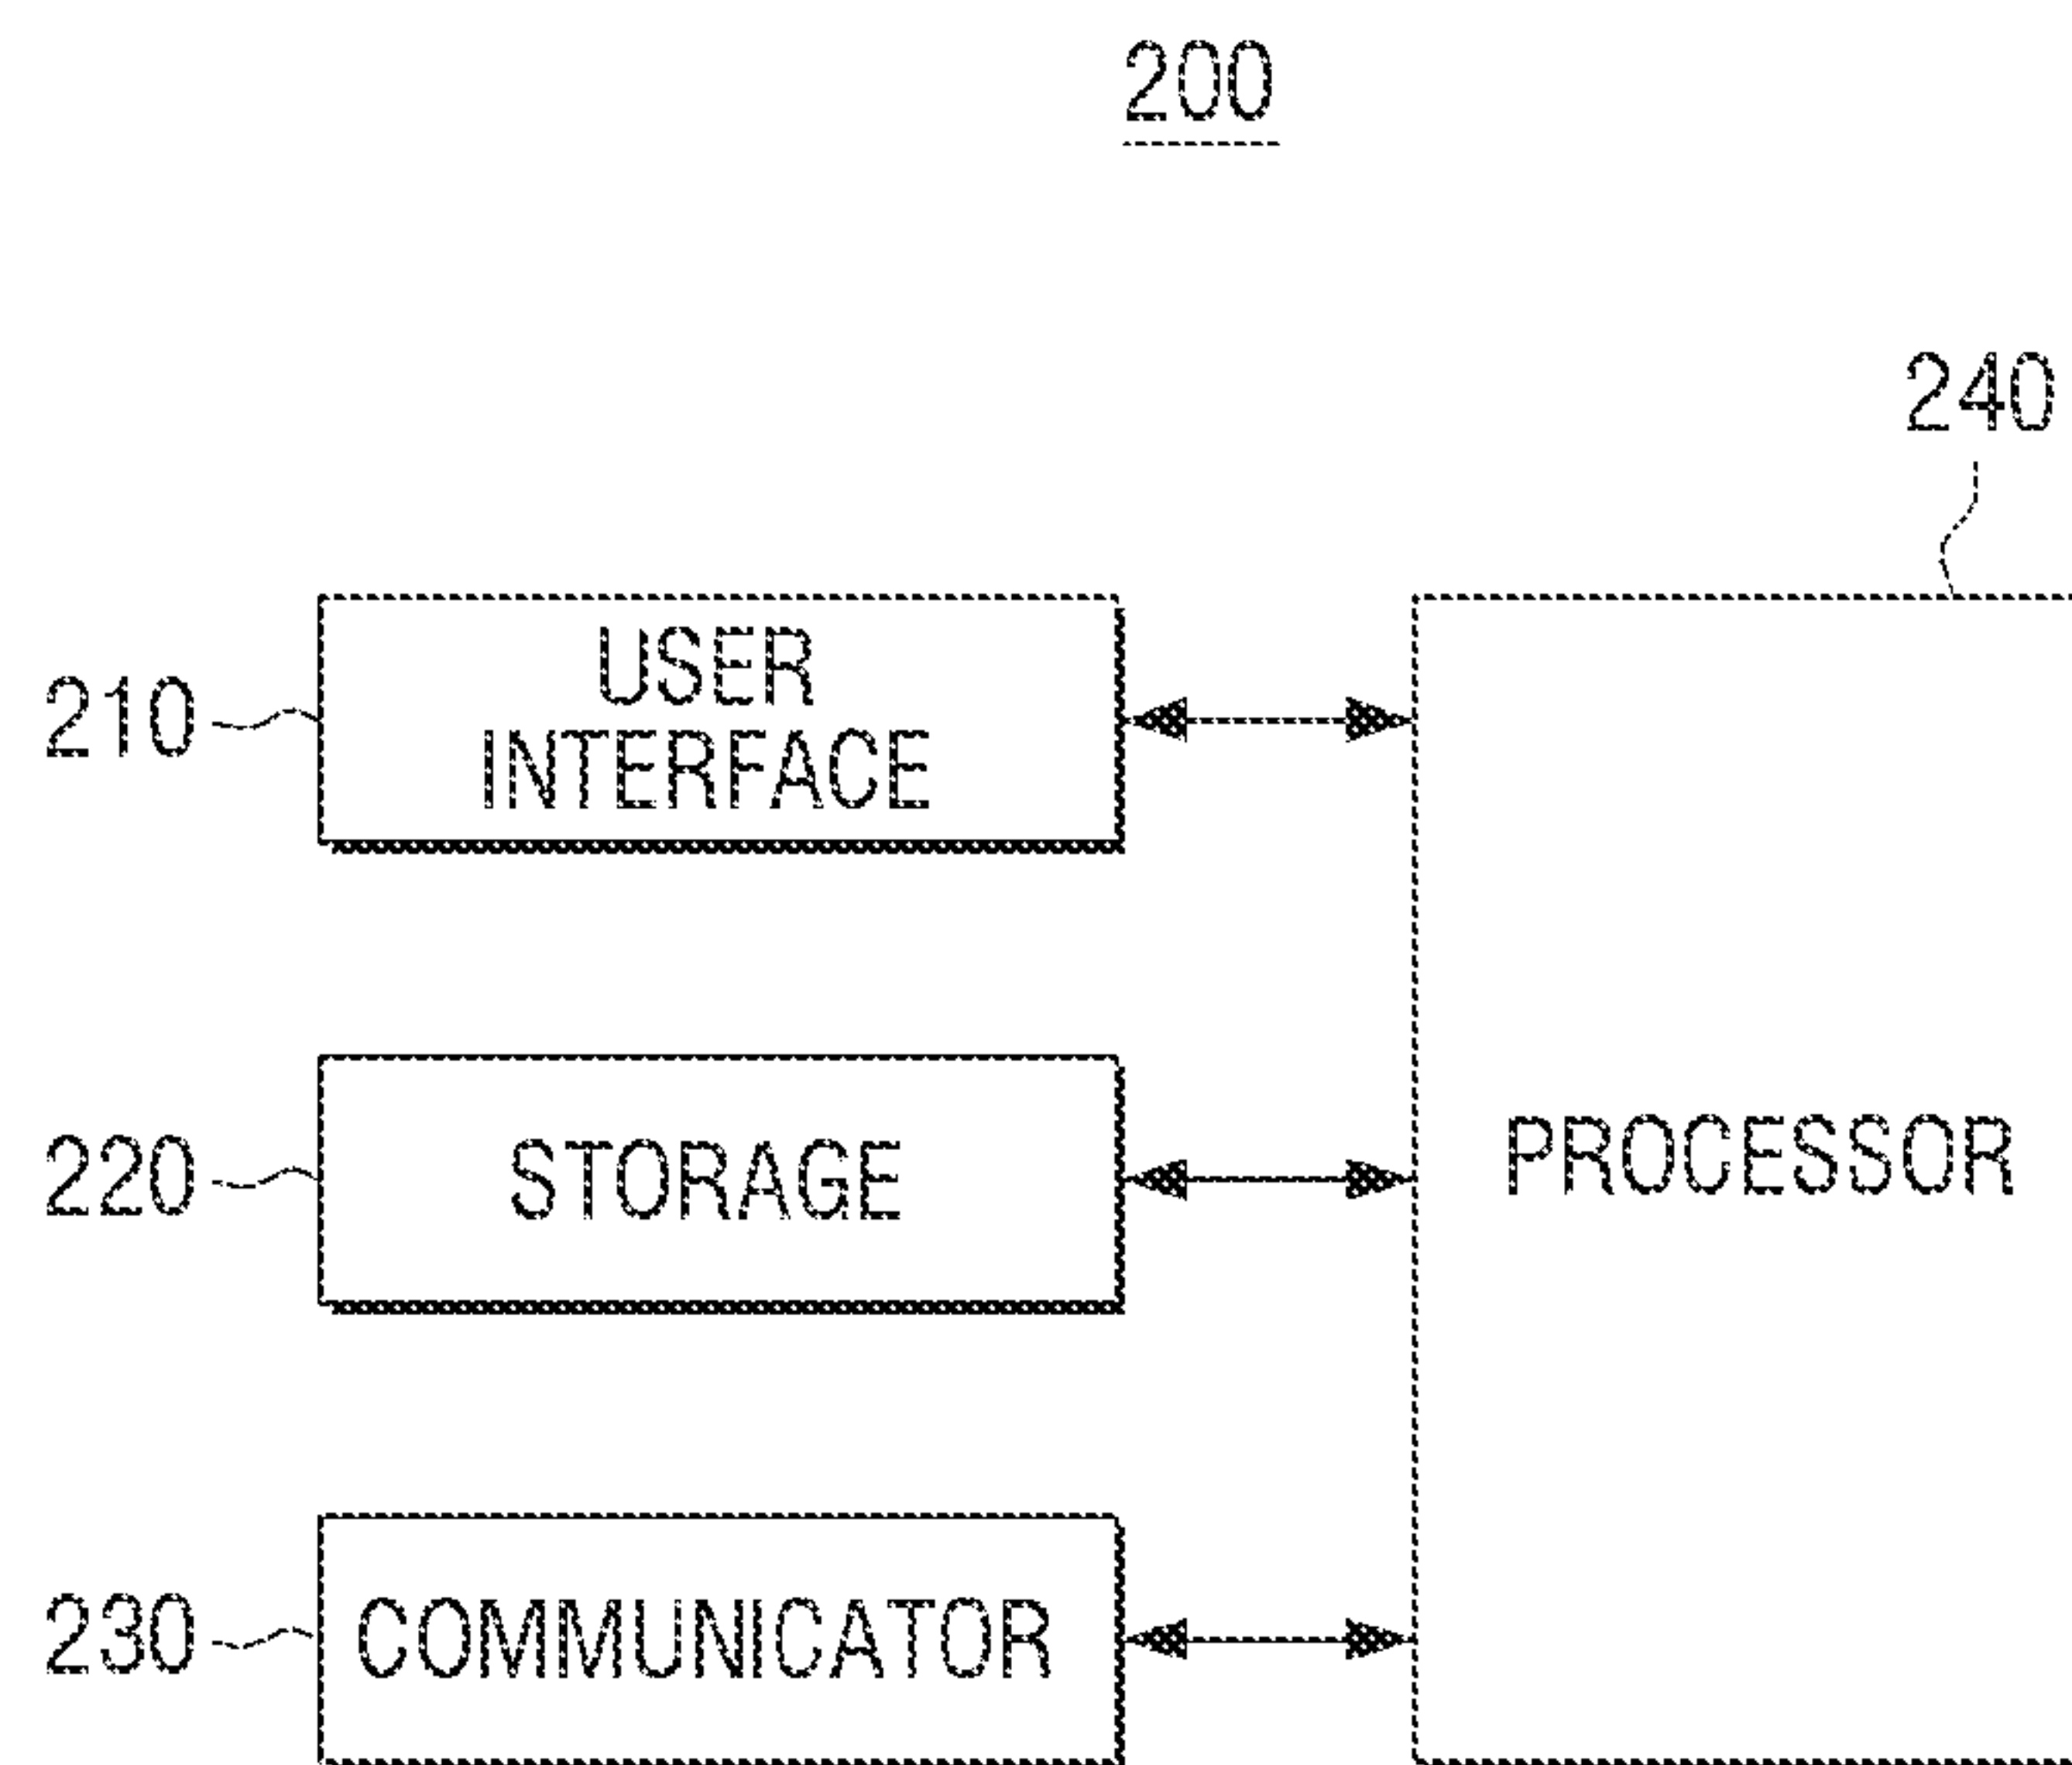 200
240
210
USER
INTERFACE
220
STORAGE
PROCESSOR
230
COMMUNICATOR